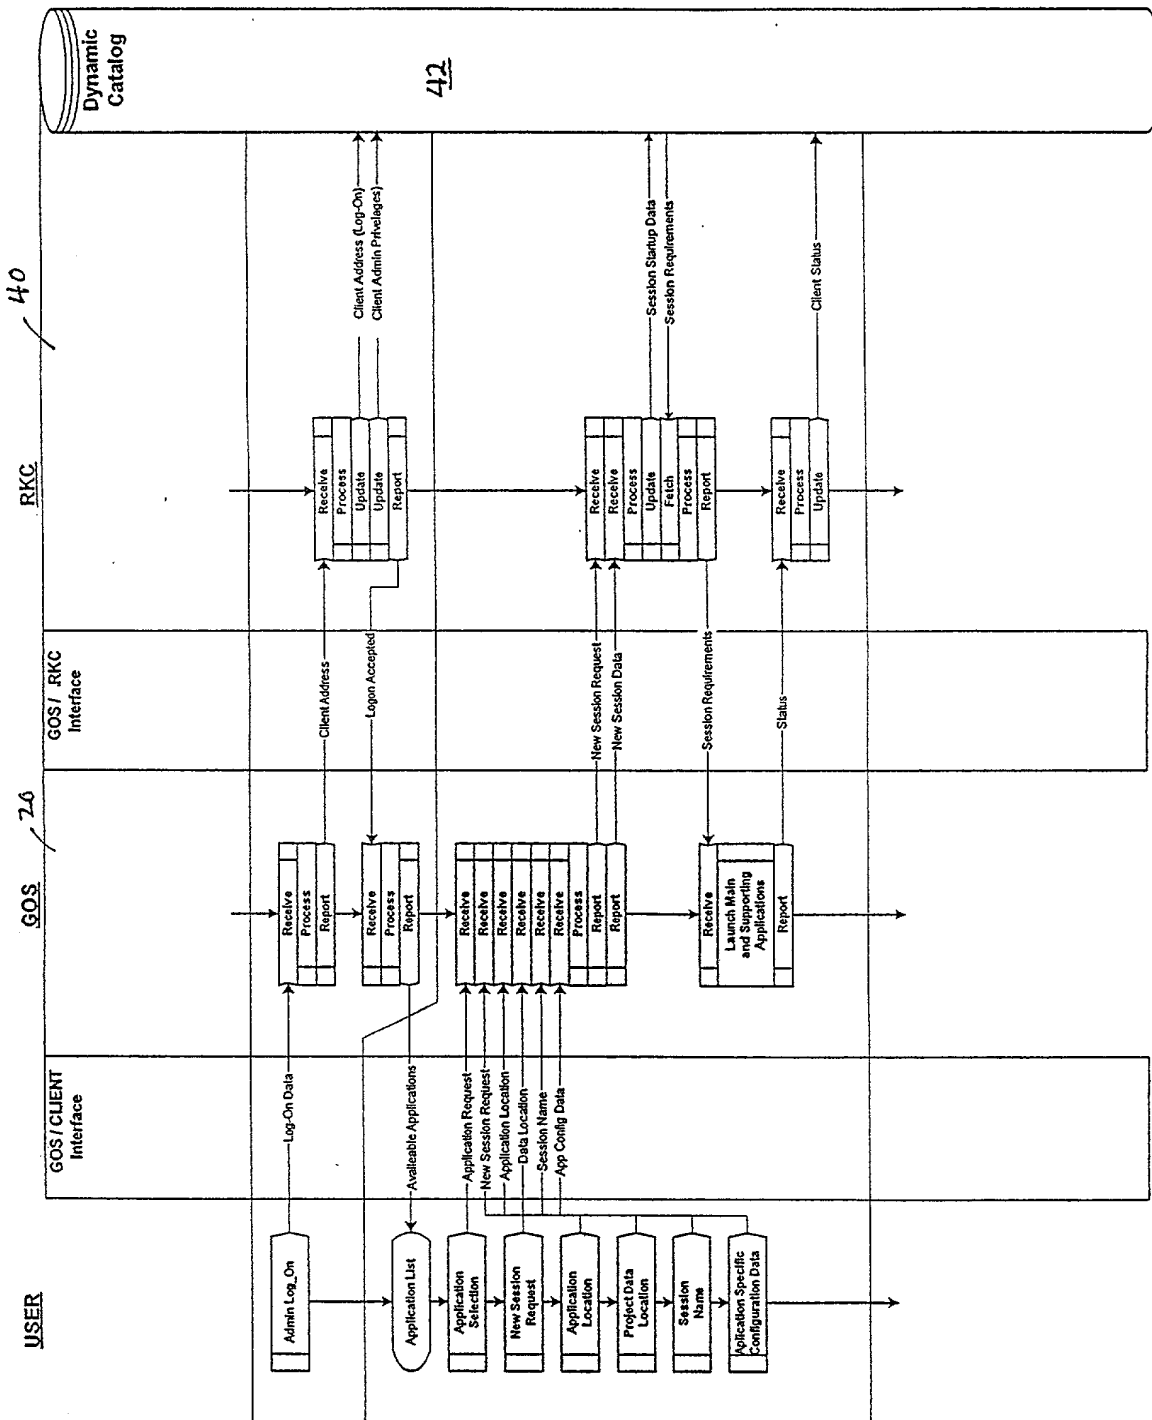 USER
GOS / CLIENT
Interface
GOS
20
GOS / RKC
Interface
RKC
40
Dynamic
Catalog
42
Admin Log_On
Log-On Data
Receive
Process
Report
Client Address
Receive
Process
Update
Update
Report
Client Address (Log-On)
Client Admin Privelages)
Logon Accepted
Receive
Process
Report
Availeable Applications
Application List
Application
Selection
New Session
Request
Application
Location
Project Data
Location
Session
Name
Aplication Specific
Configuration Data
Application Request
New Session Request
Application Location
Data Location
Session Name
App Config Data
Receive
Receive
Receive
Receive
Receive
Receive
Process
Report
Report
New Session Request
New Session Data
Receive
Receive
Process
Update
Fetch
Process
Report
Session Startup Data
Session Requirements
Session Requirements
Receive
Launch Main
and Supporting
Applications
Report
Status
Receive
Process
Update
Client Status